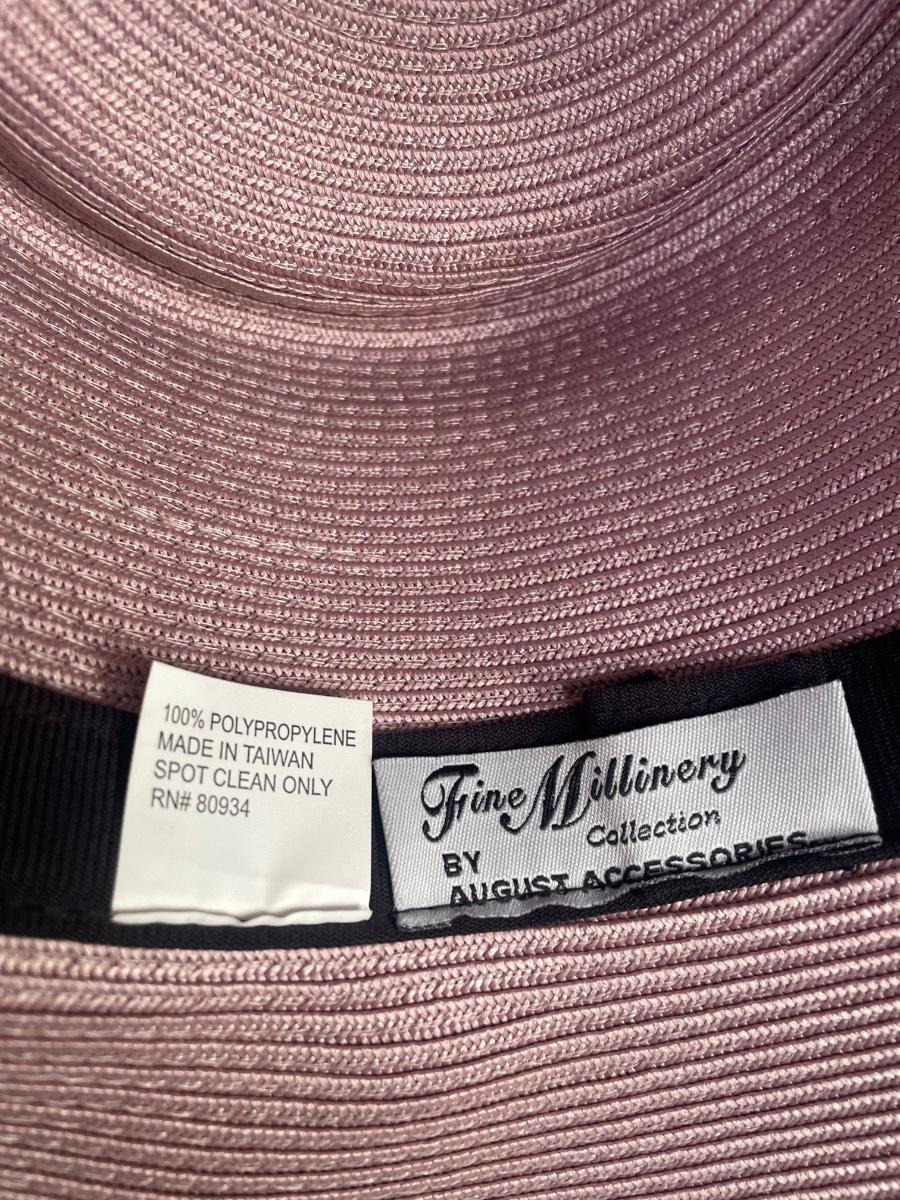 100% POLYPROPYLENE
MADE IN TAIWAN
SPOT CLEAN ONLY
RN# 80934
Fine Millinery
Collection
BY
AUGUST ACCESSORIES